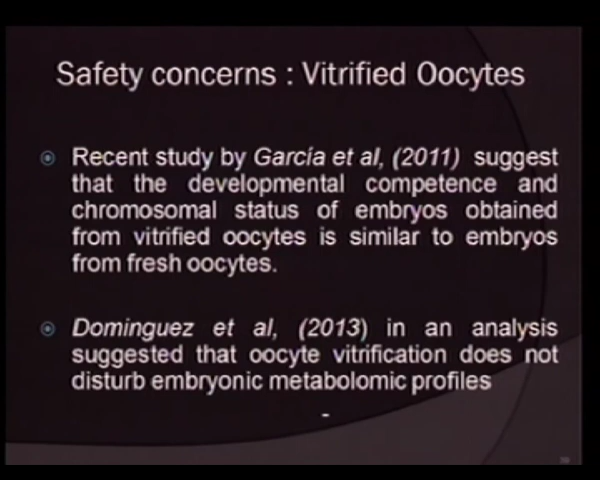 Safety concerns : Vitrified Oocytes
Recent study by García et al, (2011) suggest
that the developmental competence and
chromosomal status of embryos obtained
from vitrified oocytes is similar to embryos
from fresh oocytes.
Dominguez et al, (2013) in an analysis
suggested that oocyte vitrification does not
disturb embryonic metabolomic profiles
-